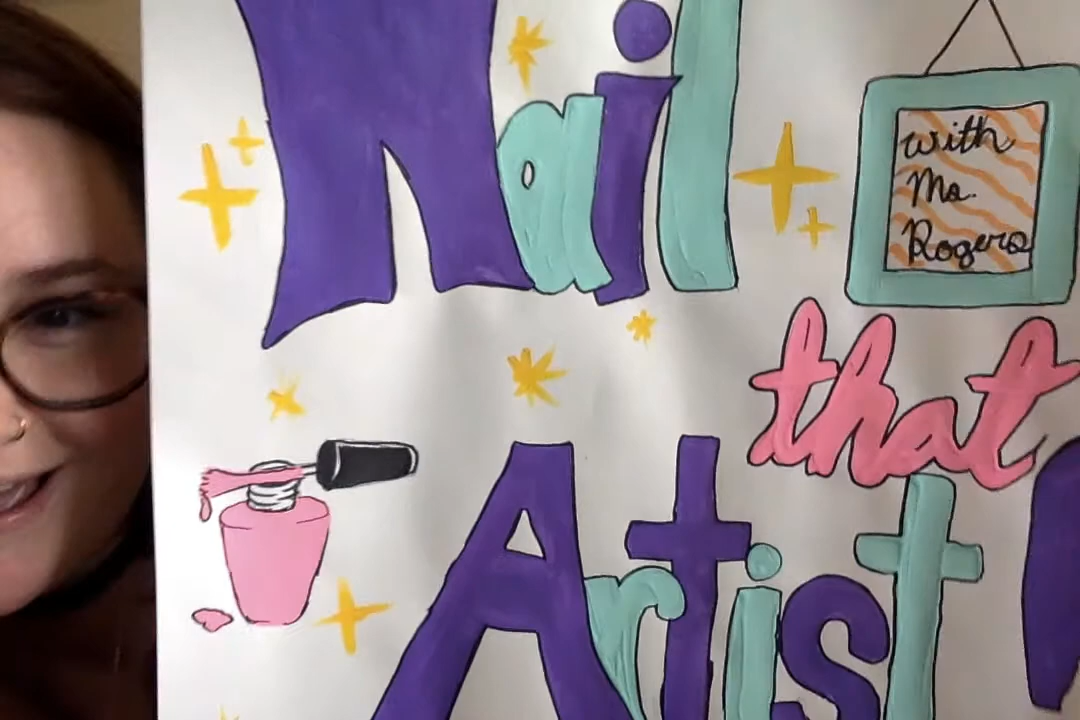 Nail
with
Ms.
Rogers
that
Artist!